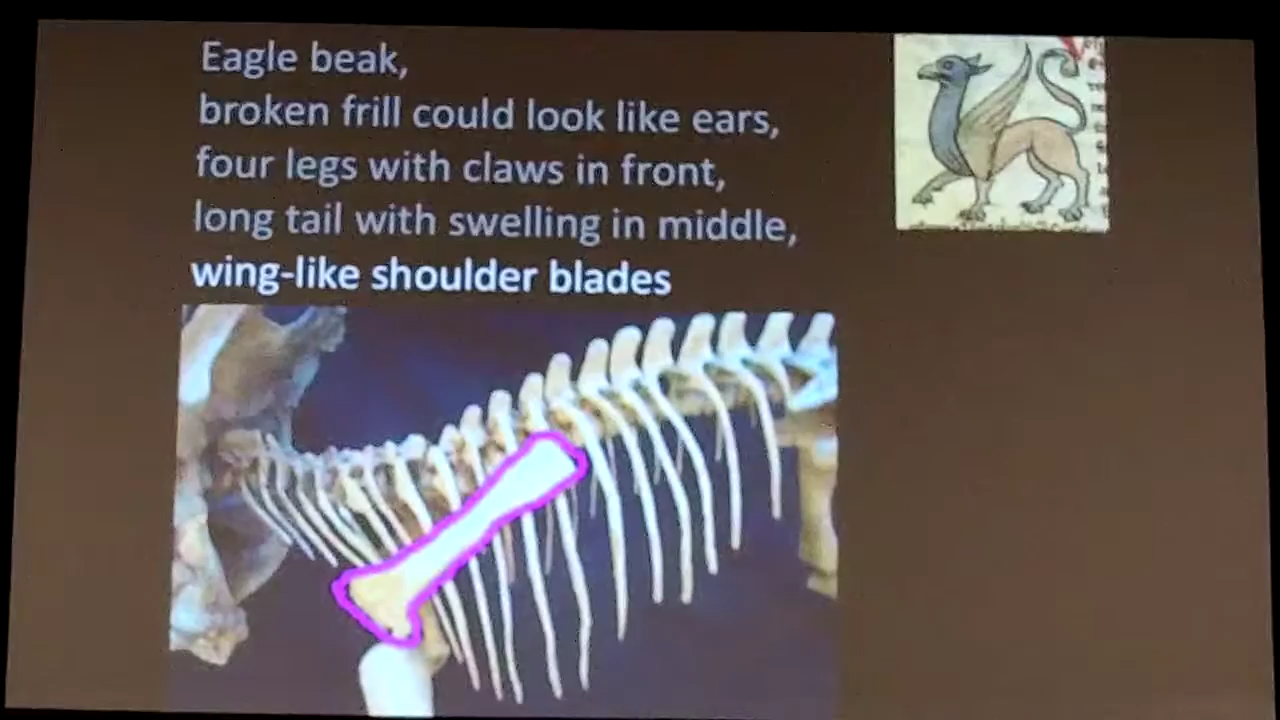 Eagle beak,
broken frill could look like ears,
four legs with claws in front,
long tail with swelling in middle,
wing-like shoulder blades